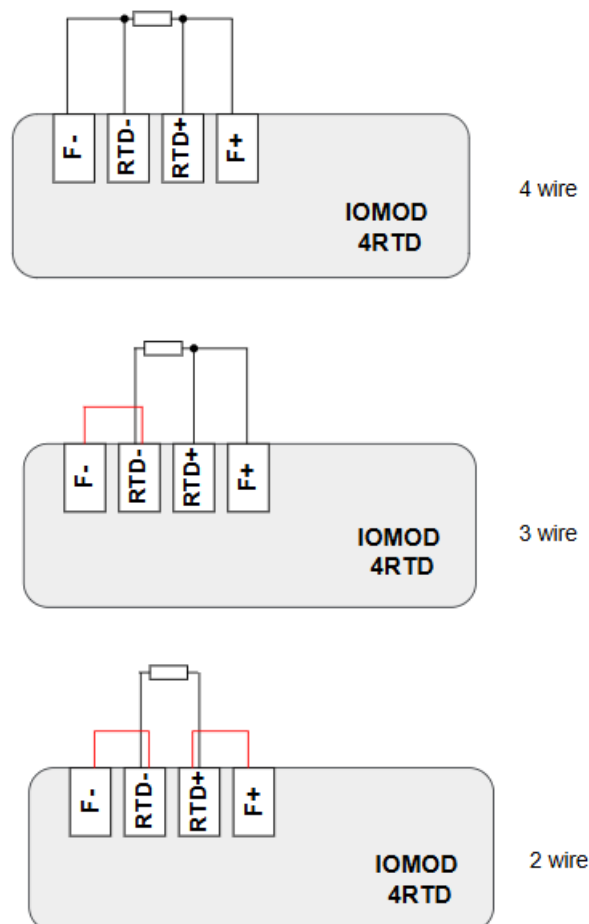 F-
RTD-
RTD+
F+
IOMOD
4RTD
4 wire
F-
RTD-
RTD+
F+
IOMOD
4RTD
3 wire
F-
RTD-
RTD+
F+
IOMOD
4RTD
2 wire